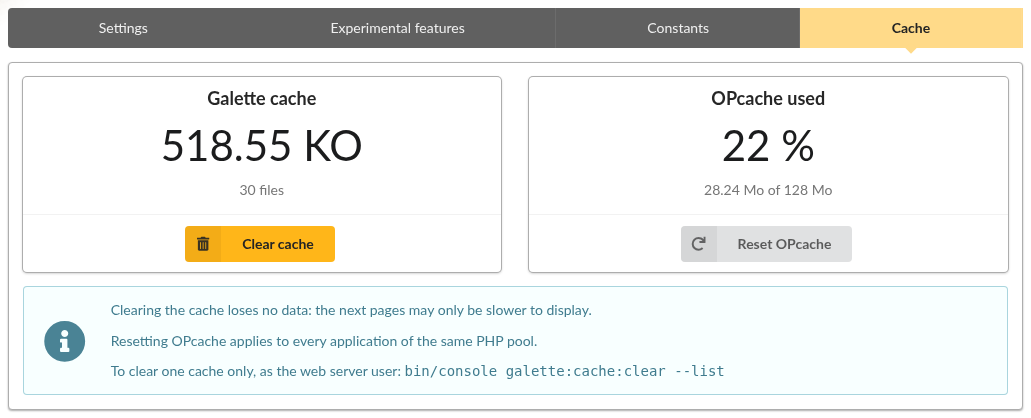 Settings
Experimental features
Constants
Cache
Galette cache
518.55 KO
30 files
Clear cache
OPcache used
22 %
28.24 Mo of 128 Mo
Reset OPcache
Clearing the cache loses no data: the next pages may only be slower to display.
Resetting OPcache applies to every application of the same PHP pool.
To clear one cache only, as the web server user: bin/console galette:cache:clear --list